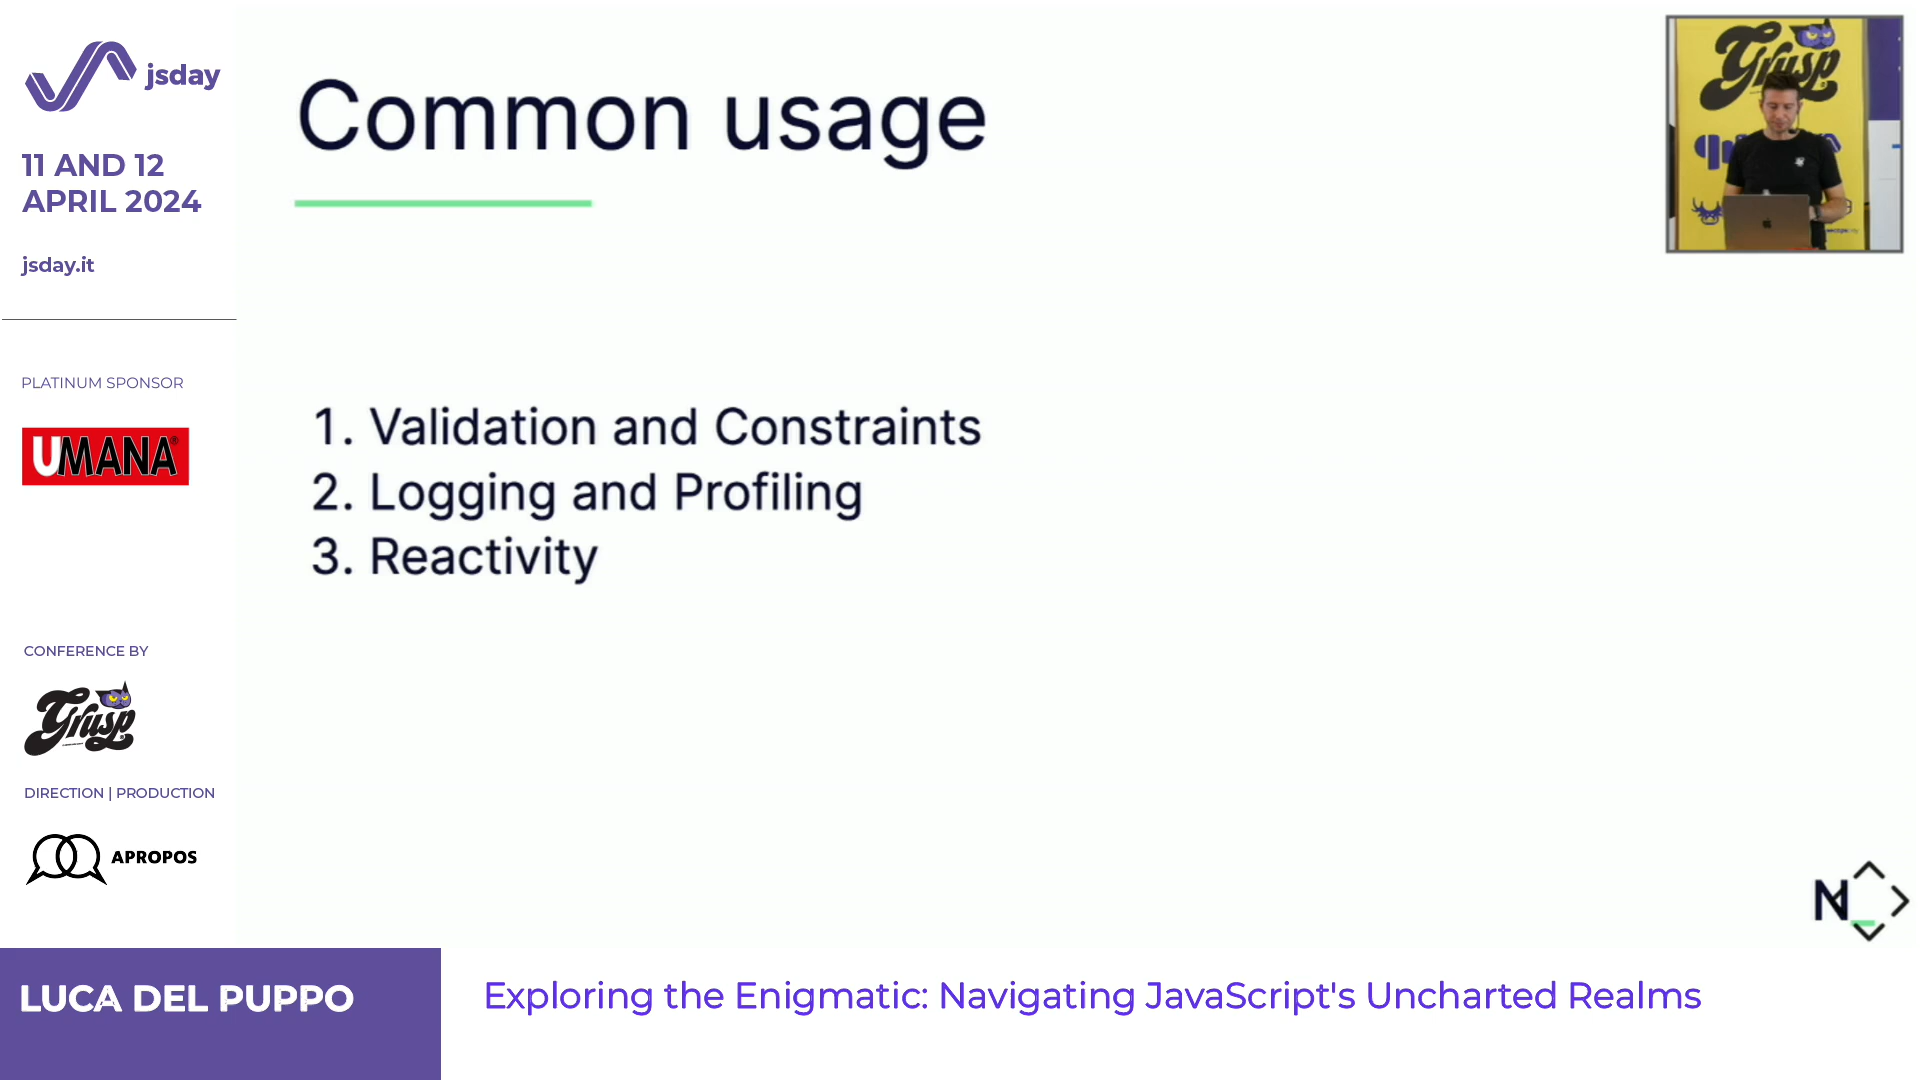 jsday
11 AND 12
APRIL 2024
jsday.it
PLATINUM SPONSOR
UMANA®
CONFERENCE BY
Grusp
DIRECTION | PRODUCTION
APROPOS
Common usage
1. Validation and Constraints
2. Logging and Profiling
3. Reactivity
Grusp
N
LUCA DEL PUPPO
Exploring the Enigmatic: Navigating JavaScript's Uncharted Realms